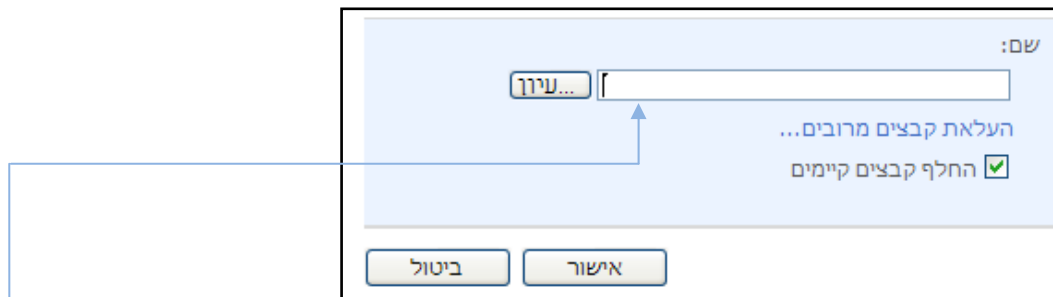 שם:
עיון...
העלאת קבצים מרובים...
החלף קבצים קיימים
אישור ביטול